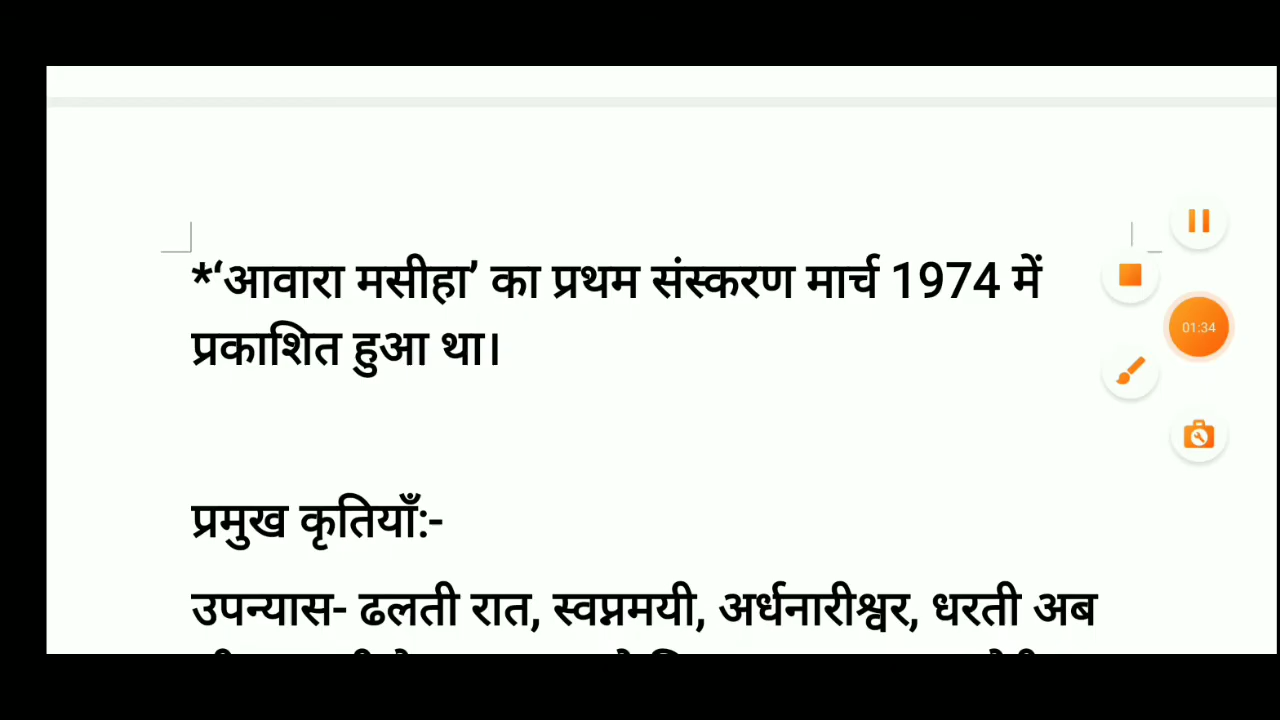 *‘आवारा मसीहा’ का प्रथम संस्करण मार्च 1974 में
प्रकाशित हुआ था।
प्रमुख कृतियाँ:-
उपन्यास- ढलती रात, स्वप्नमयी, अर्धनारीश्वर, धरती अब
01:34